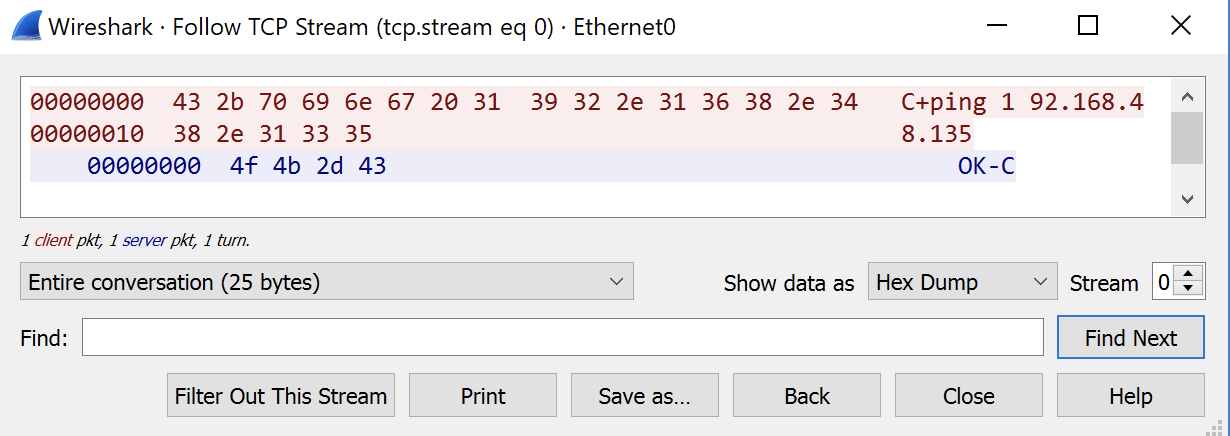 Wireshark · Follow TCP Stream (tcp.stream eq 0) · Ethernet0
00000000  43 2b 70 69 6e 67 20 31  39 32 2e 31 36 38 2e 34   C+ping 1 92.168.4
00000010  38 2e 31 33 35                                     8.135
00000000  4f 4b 2d 43                                        OK-C
1 client pkt, 1 server pkt, 1 turn.
Entire conversation (25 bytes) Show data as Hex Dump Stream 0
Find: Find Next
Filter Out This Stream Print Save as… Back Close Help